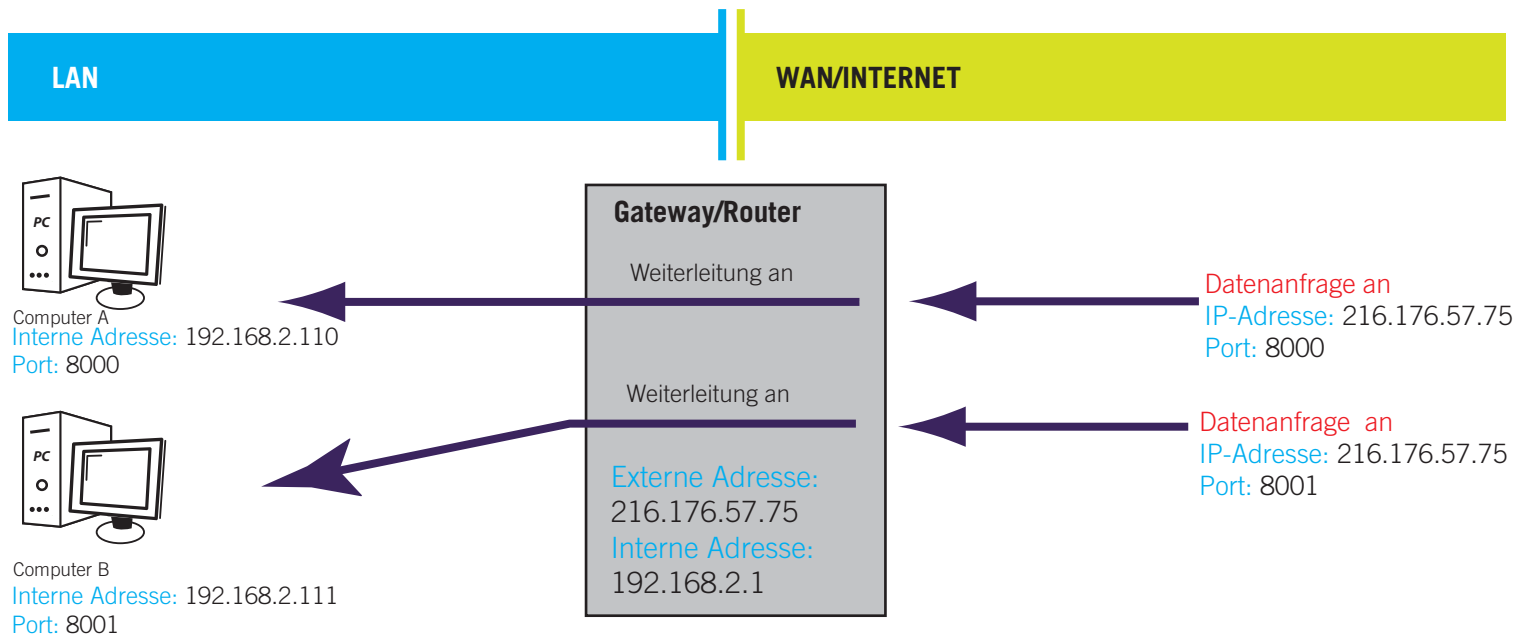 LAN
WAN/INTERNET
PC
Computer A
Interne Adresse: 192.168.2.110
Port: 8000
PC
Computer B
Interne Adresse: 192.168.2.111
Port: 8001
Gateway/Router
Weiterleitung an
Weiterleitung an
Externe Adresse:
216.176.57.75
Interne Adresse:
192.168.2.1
Datenanfrage an
IP-Adresse: 216.176.57.75
Port: 8000
Datenanfrage an
IP-Adresse: 216.176.57.75
Port: 8001